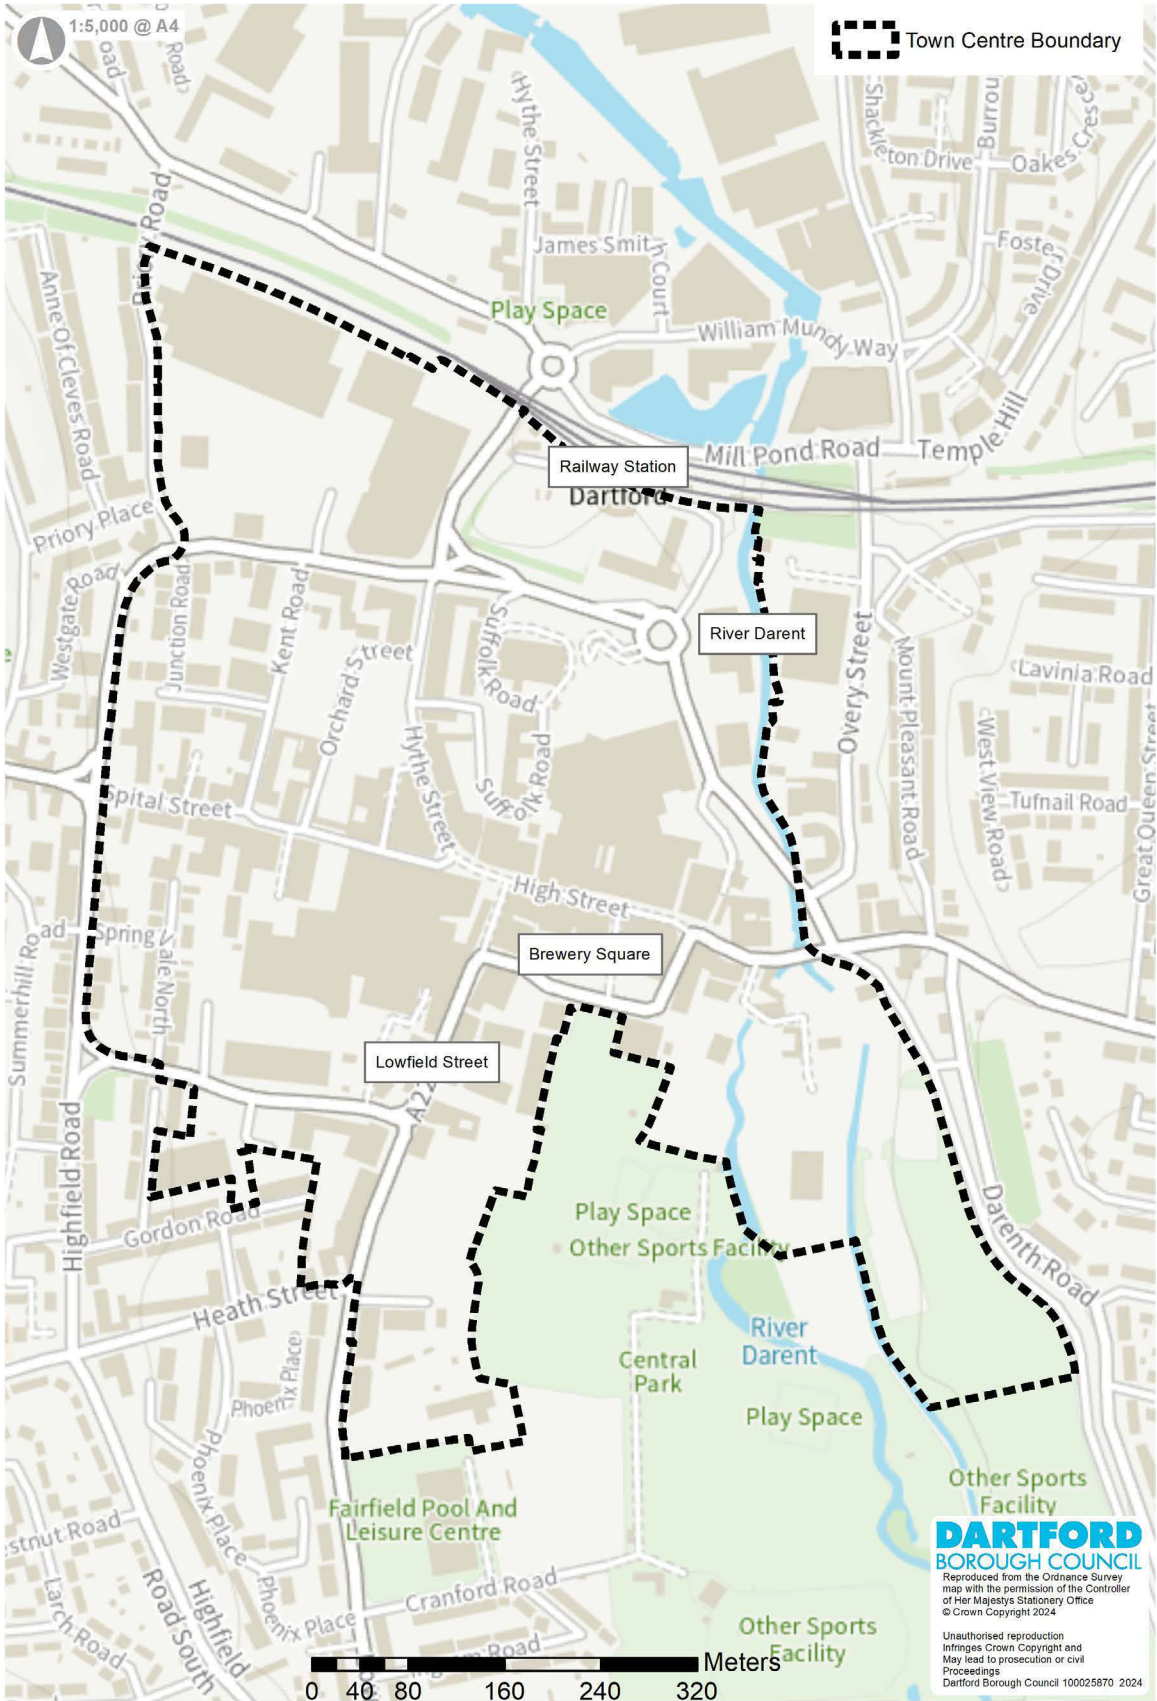 1:5,000 @ A4
Town Centre Boundary
Road
Road
Hythe Street
Shackleton Drive
Burrou
Oakes Cresce
Priory Road
James Smith Court
Foster Drive
Anne Of Cleves Road
Play Space
William Mundy Way
Temple Hill
Mill Pond Road
Railway Station
Dartford
Priory Place
Westgate Road
Junction Road
Kent Road
Orchard Street
Suffolk Road
River Darent
Overy Street
Mount Pleasant Road
Lavinia Road
West View Road
Tufnail Road
Great Queen Street
Hythe Street
Suffolk Road
Spital Street
High Street
Brewery Square
Spring Vale North
Summerhill Road
Lowfield Street
A22
Highfield Road
Gordon Road
Play Space
Other Sports Facility
Darenth Road
Heath Street
River
Darent
Central
Park
Phoenix Place
Play Space
Phoenix Place
Other Sports
Facility
Fairfield Pool And
Leisure Centre
stnut Road
Larch Road
Road South
Highfield
Phoenix Place
Cranford Road
Road
Other Sports
Facility
Meters
0 40 80 160 240 320
DARTFORD
BOROUGH COUNCIL
Reproduced from the Ordnance Survey
map with the permission of the Controller
of Her Majestys Stationery Office
© Crown Copyright 2024
Unauthorised reproduction
Infringes Crown Copyright and
May lead to prosecution or civil
Proceedings
Dartford Borough Council 100025870 2024